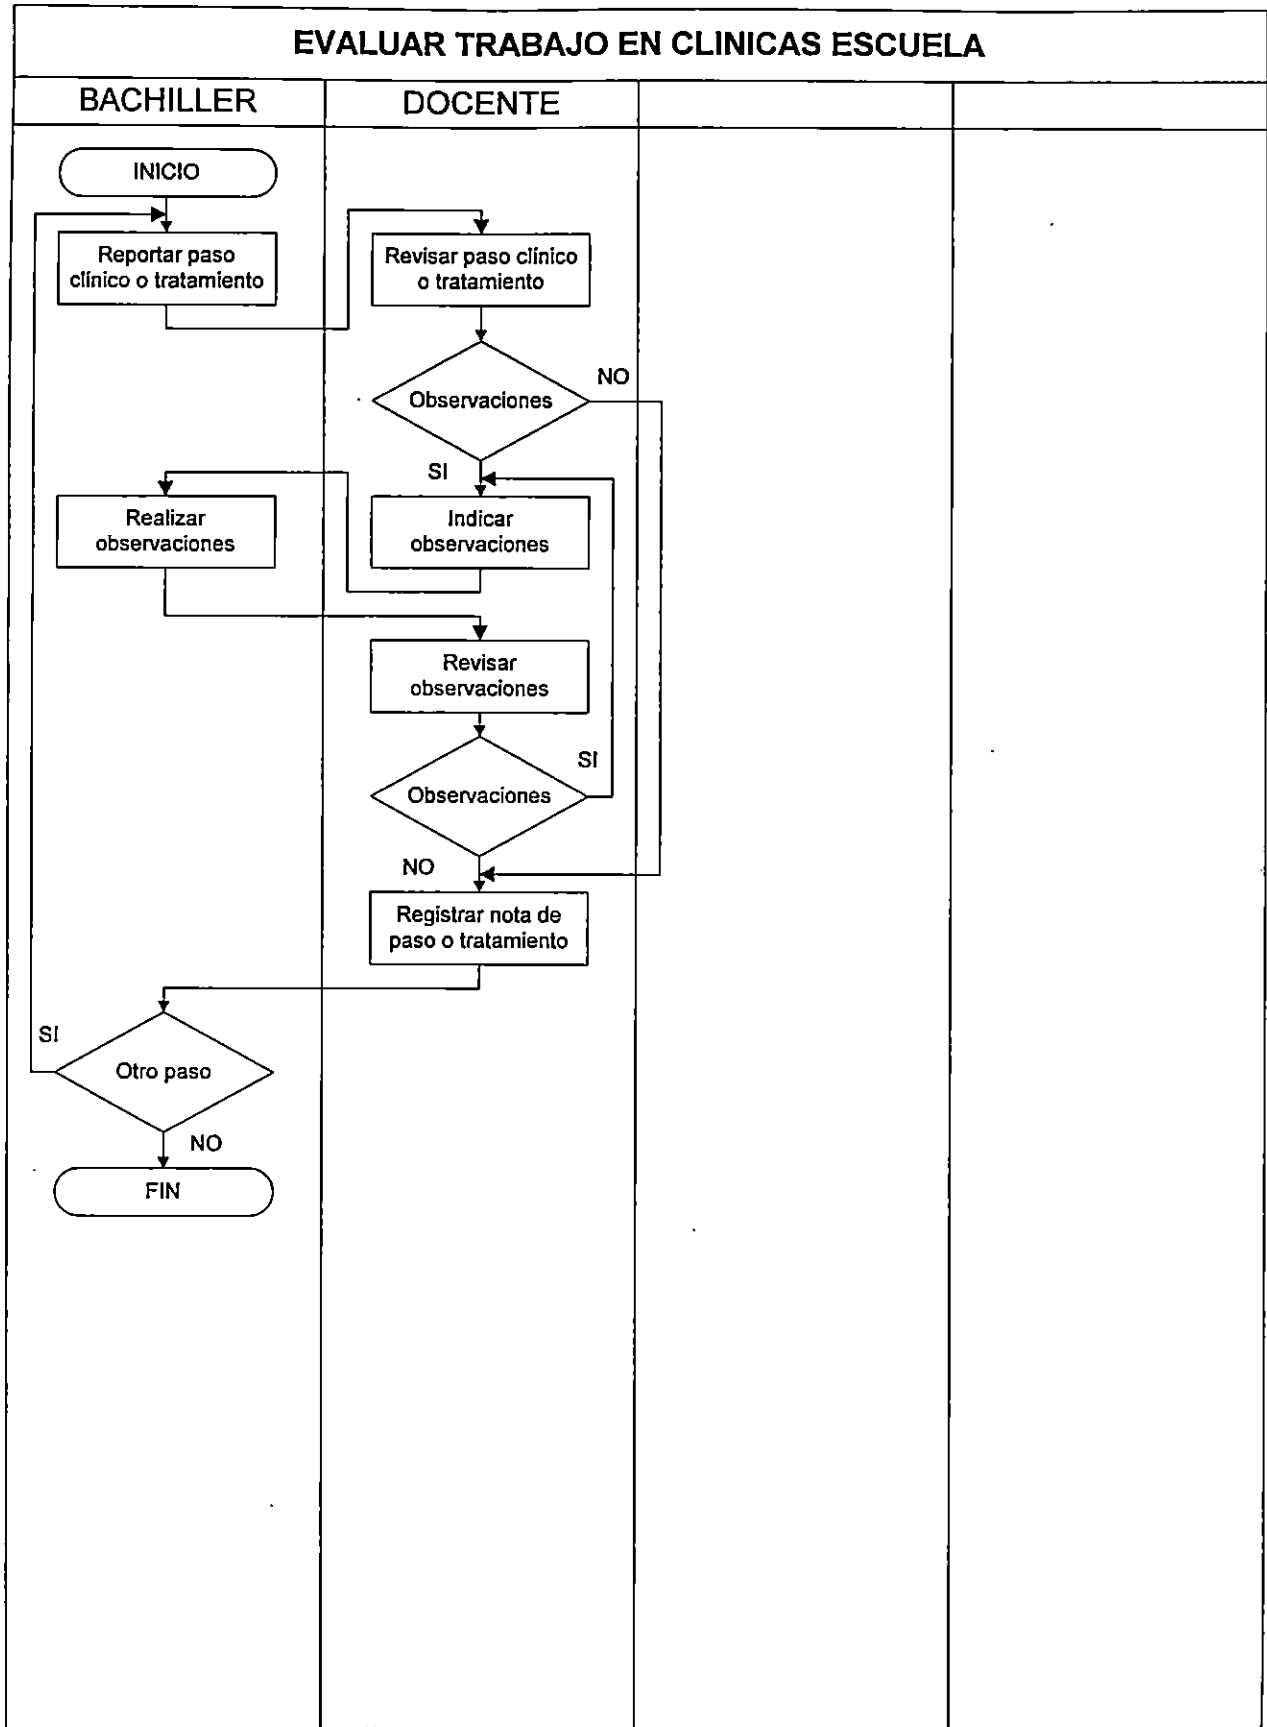 EVALUAR TRABAJO EN CLINICAS ESCUELA
BACHILLER
DOCENTE
INICIO
Reportar paso
clínico o tratamiento
Revisar paso clínico
o tratamiento
Observaciones
NO
SI
Realizar
observaciones
Indicar
observaciones
Revisar
observaciones
Observaciones
SI
NO
Registrar nota de
paso o tratamiento
SI
Otro paso
NO
FIN